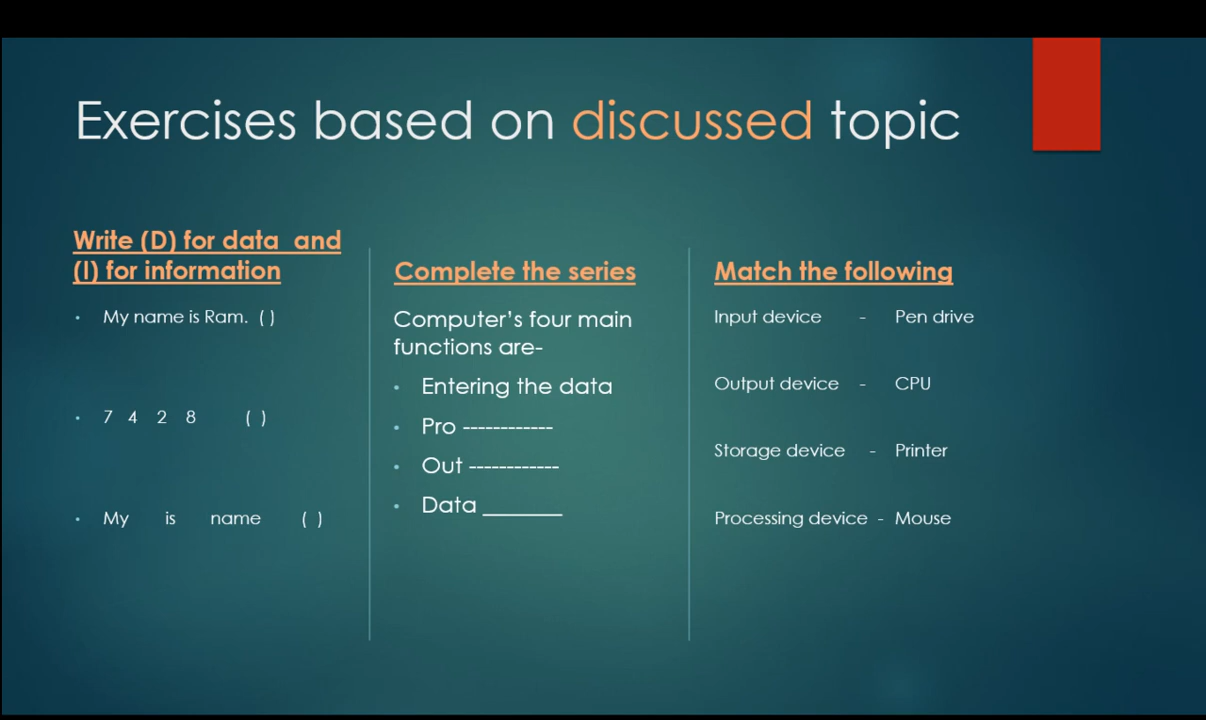 Exercises based on discussed topic
Write (D) for data and
(I) for information
• My name is Ram. ( )
• 7 4 2 8 ( )
• My is name ( )
Complete the series
Computer's four main
functions are-
• Entering the data
• Pro ------------
• Out ------------
• Data _______
Match the following
Input device - Pen drive
Output device - CPU
Storage device - Printer
Processing device - Mouse